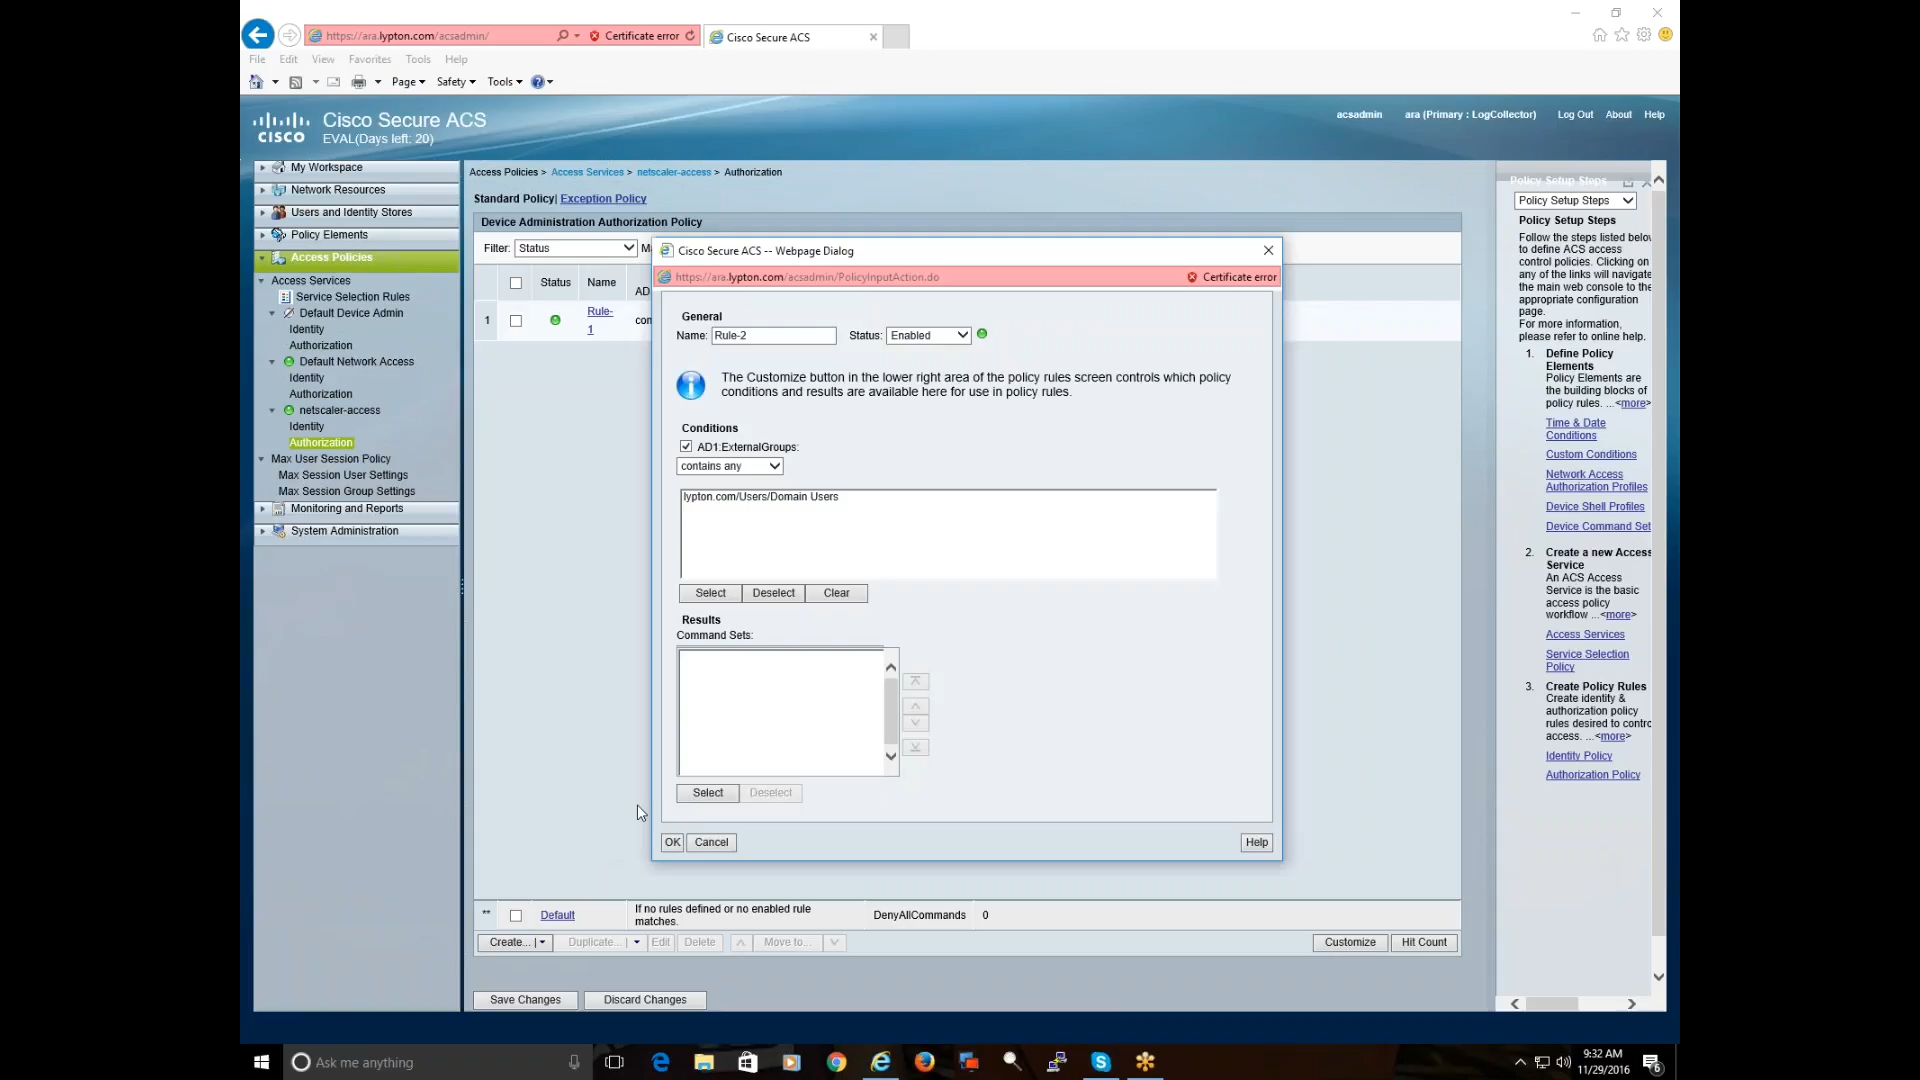 https://ara.lypton.com/acsadmin/
Certificate error
Cisco Secure ACS
File Edit View Favorites Tools Help
Page Safety Tools
CISCO
Cisco Secure ACS
EVAL(Days left: 20)
acsadmin ara (Primary : LogCollector) Log Out About Help
My Workspace
Network Resources
Users and Identity Stores
Policy Elements
Access Policies
Access Services
Service Selection Rules
Default Device Admin
Identity
Authorization
Default Network Access
Identity
Authorization
netscaler-access
Identity
Authorization
Max User Session Policy
Max Session User Settings
Max Session Group Settings
Monitoring and Reports
System Administration
Access Policies > Access Services > netscaler-access > Authorization
Standard Policy| Exception Policy
Device Administration Authorization Policy
Filter: Status
Status Name
AD
1 Rule-
1
con
Cisco Secure ACS -- Webpage Dialog
https://ara.lypton.com/acsadmin/PolicyInputAction.do
Certificate error
General
Name: Rule-2 Status: Enabled
The Customize button in the lower right area of the policy rules screen controls which policy
conditions and results are available here for use in policy rules.
Conditions
AD1:ExternalGroups:
contains any
lypton.com/Users/Domain Users
Select Deselect Clear
Results
Command Sets:
Select Deselect
OK Cancel Help
** Default
If no rules defined or no enabled rule
matches.
DenyAllCommands 0
Create... | Duplicate... | Edit Delete Move to... Customize Hit Count
Save Changes Discard Changes
Policy Setup Steps
Policy Setup Steps
Policy Setup Steps
Follow the steps listed below
to define ACS access
control policies. Clicking on
any of the links will navigate
the main web console to the
appropriate configuration
page.
For more information,
please refer to online help.
1. Define Policy
Elements
Policy Elements are
the building blocks of
policy rules. ...<more>
Time & Date
Conditions
Custom Conditions
Network Access
Authorization Profiles
Device Shell Profiles
Device Command Set
2. Create a new Access
Service
An ACS Access
Service is the basic
access policy
workflow ...<more>
Access Services
Service Selection
Policy
3. Create Policy Rules
Create identity &
authorization policy
rules desired to contro
access. ...<more>
Identity Policy
Authorization Policy
Ask me anything
9:32 AM
11/29/2016
6